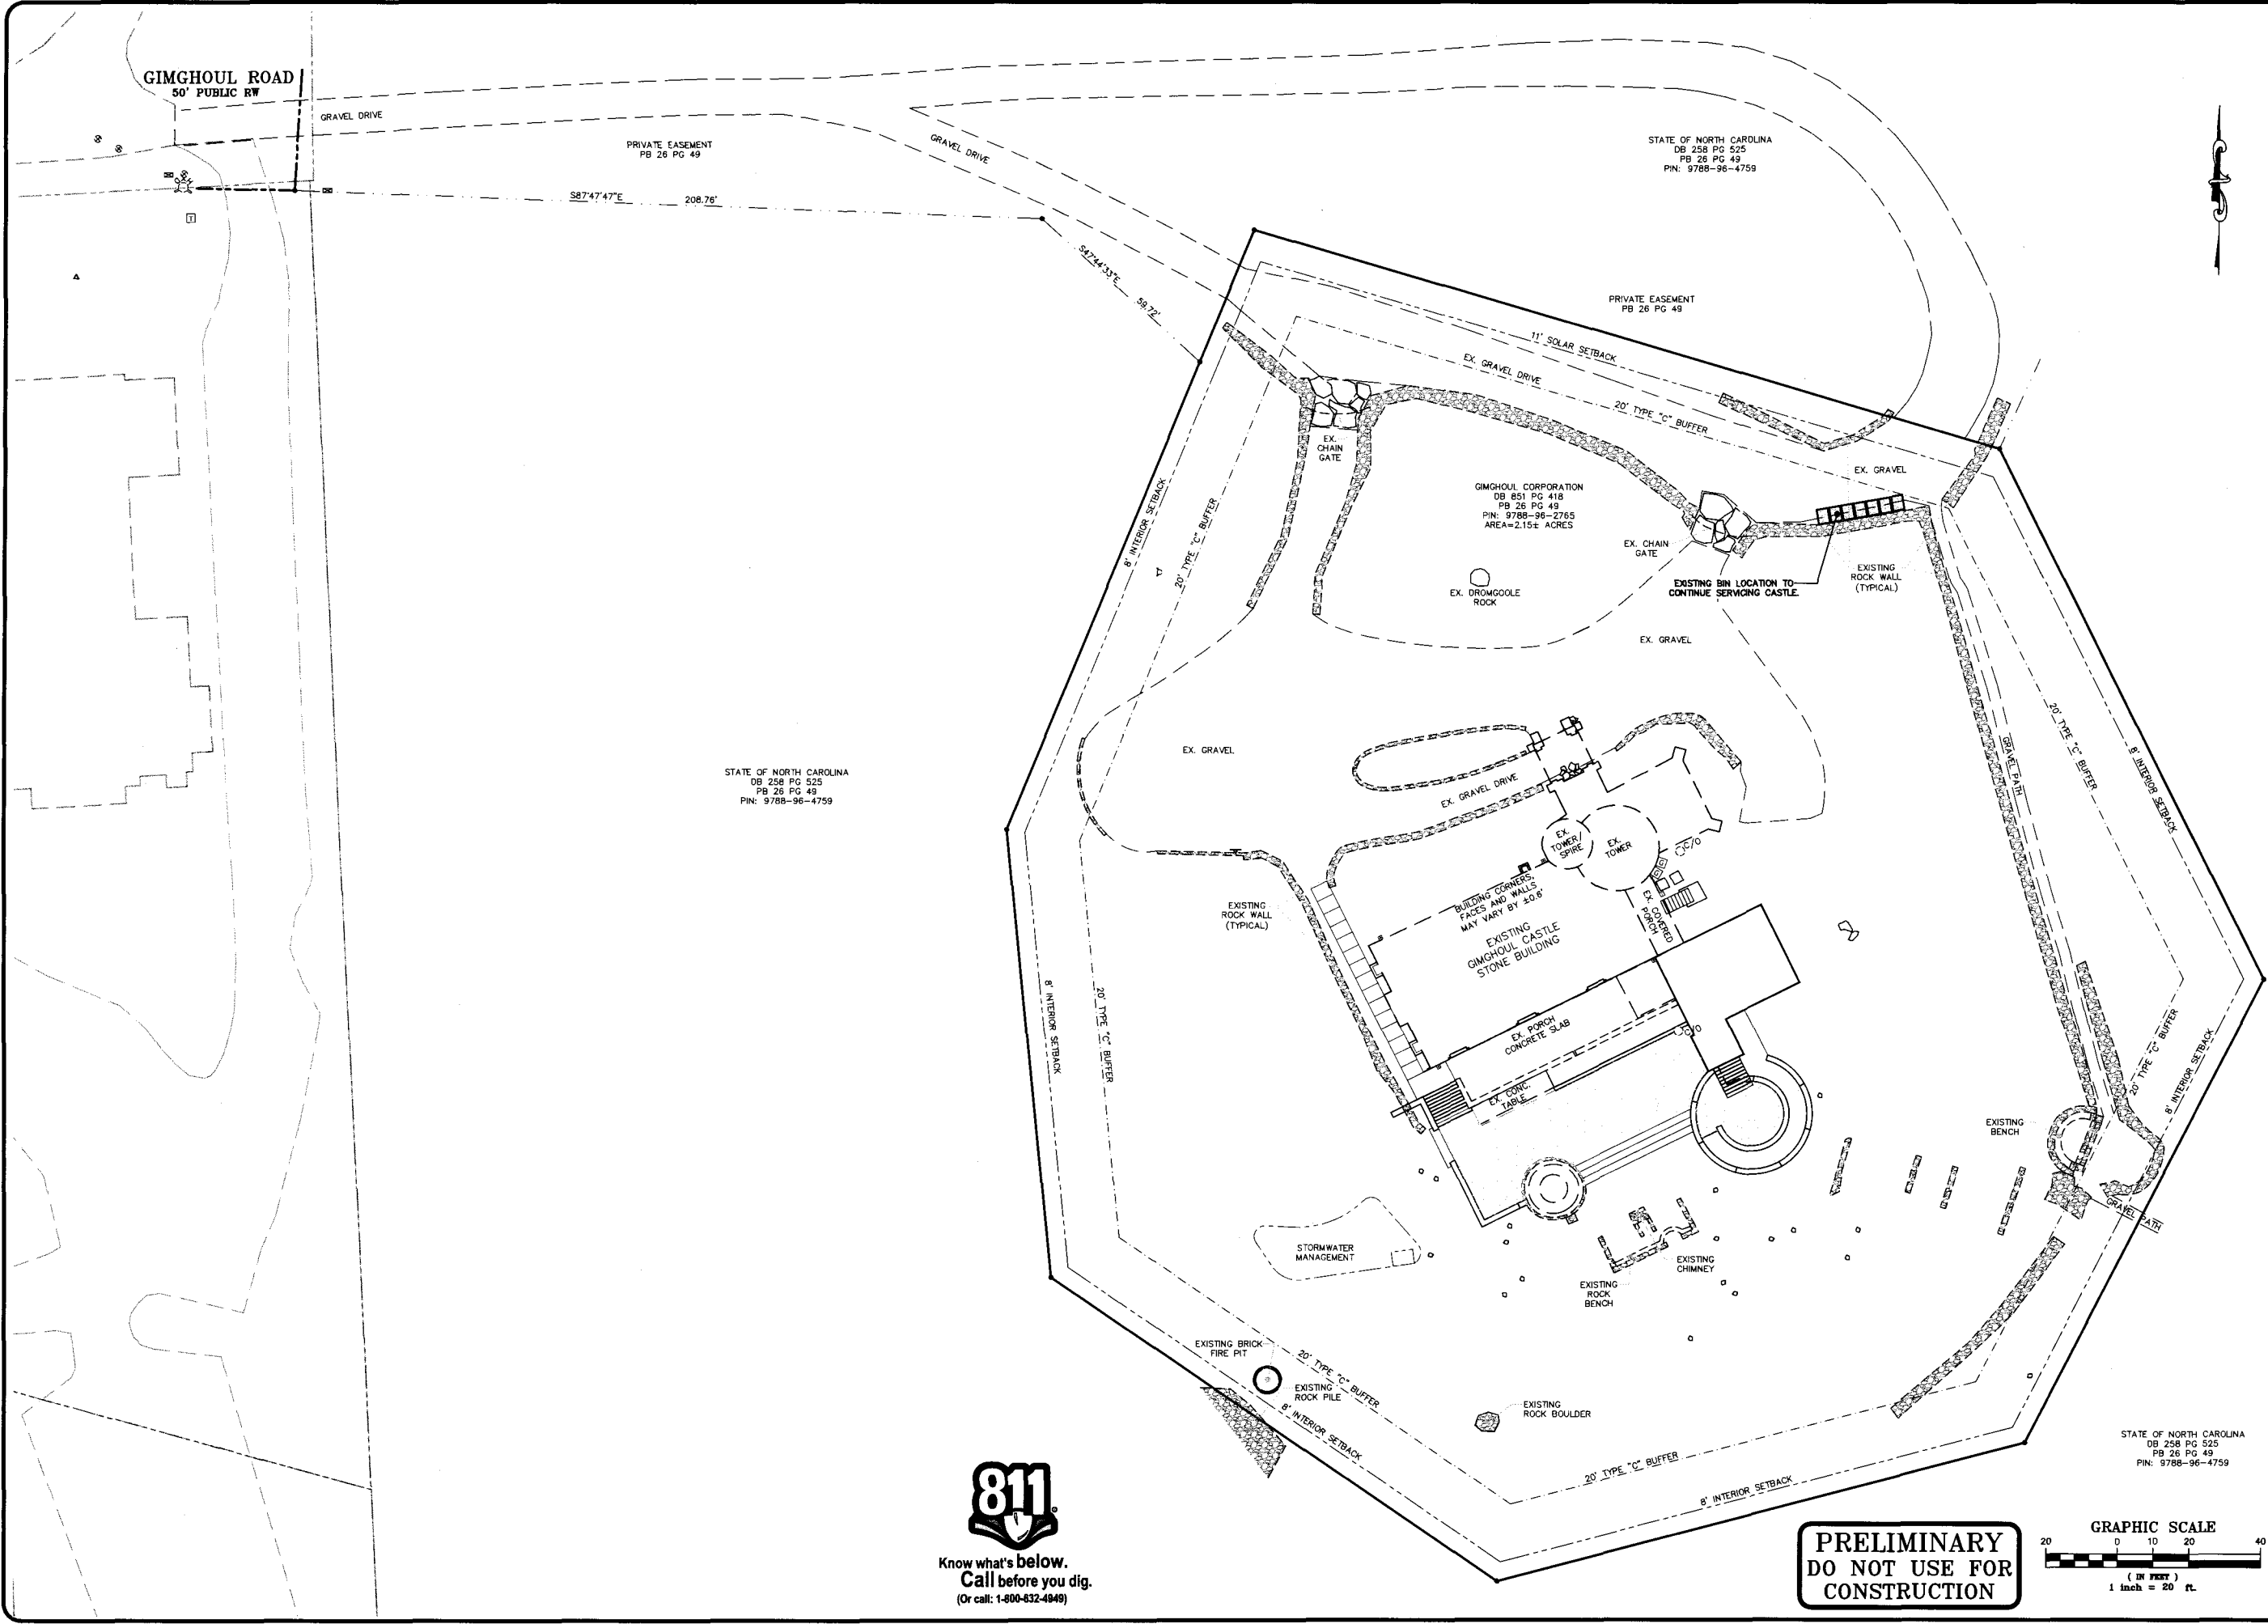 GIMGHOUL ROAD
50' PUBLIC RW
GRAVEL DRIVE
PRIVATE EASEMENT
PB 26 PG 49
GRAVEL DRIVE
STATE OF NORTH CAROLINA
DB 258 PG 525
PB 26 PG 49
PIN: 9788-96-4759
S87°47'47"E 208.76'
T
S47°44'33"E 59.72'
PRIVATE EASEMENT
PB 26 PG 49
11' SOLAR SETBACK
EX. GRAVEL DRIVE
20' TYPE "C" BUFFER
EX.
CHAIN
GATE
EX. GRAVEL
GIMGHOUL CORPORATION
DB 851 PG 418
PB 26 PG 49
PIN: 9788-96-2765
AREA=2.15± ACRES
8' INTERIOR SETBACK
20' TYPE "C" BUFFER
EX. CHAIN
GATE
EXISTING BIN LOCATION TO
CONTINUE SERVICING CASTLE.
EXISTING
ROCK WALL
(TYPICAL)
EX. DROMGOOLE
ROCK
EX. GRAVEL
EX. GRAVEL
STATE OF NORTH CAROLINA
DB 258 PG 525
PB 26 PG 49
PIN: 9788-96-4759
EX. GRAVEL DRIVE
GRAVEL PATH
20' TYPE "C" BUFFER
8' INTERIOR SETBACK
EX.
TOWER/
SPIRE
EX.
TOWER
C/O
BUILDING CORNERS,
FACES AND WALLS
MAY VARY BY ±0.6'
EX. COVERED
PORCH
EXISTING
GIMGHOUL CASTLE
STONE BUILDING
EXISTING
ROCK WALL
(TYPICAL)
8' INTERIOR SETBACK
20' TYPE "C" BUFFER
EX. PORCH
CONCRETE SLAB
C/O
EX. CONC.
TABLE
20' TYPE "C" BUFFER
8' INTERIOR SETBACK
EXISTING
BENCH
GRAVEL PATH
STORMWATER
MANAGEMENT
EXISTING
CHIMNEY
EXISTING
ROCK
BENCH
EXISTING BRICK
FIRE PIT
20' TYPE "C" BUFFER
EXISTING
ROCK PILE
8' INTERIOR SETBACK
EXISTING
ROCK BOULDER
20' TYPE "C" BUFFER
8' INTERIOR SETBACK
STATE OF NORTH CAROLINA
DB 258 PG 525
PB 26 PG 49
PIN: 9788-96-4759
811
Know what's below.
Call before you dig.
(Or call: 1-800-632-4949)
PRELIMINARY
DO NOT USE FOR
CONSTRUCTION
GRAPHIC SCALE
20 0 10 20 40
( IN FEET )
1 inch = 20 ft.